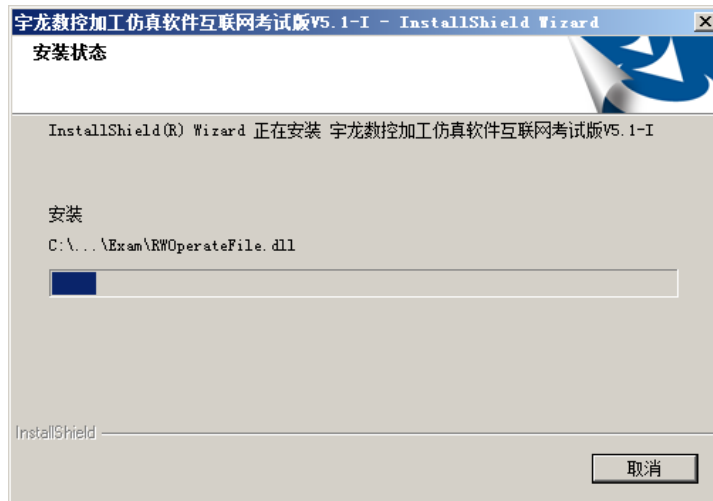 宇龙数控加工仿真软件互联网考试版V5.1-I - InstallShield Wizard
安装状态
InstallShield(R) Wizard 正在安装 宇龙数控加工仿真软件互联网考试版V5.1-I
安装
C:\...\Exam\RWOperateFile.dll
InstallShield
取消